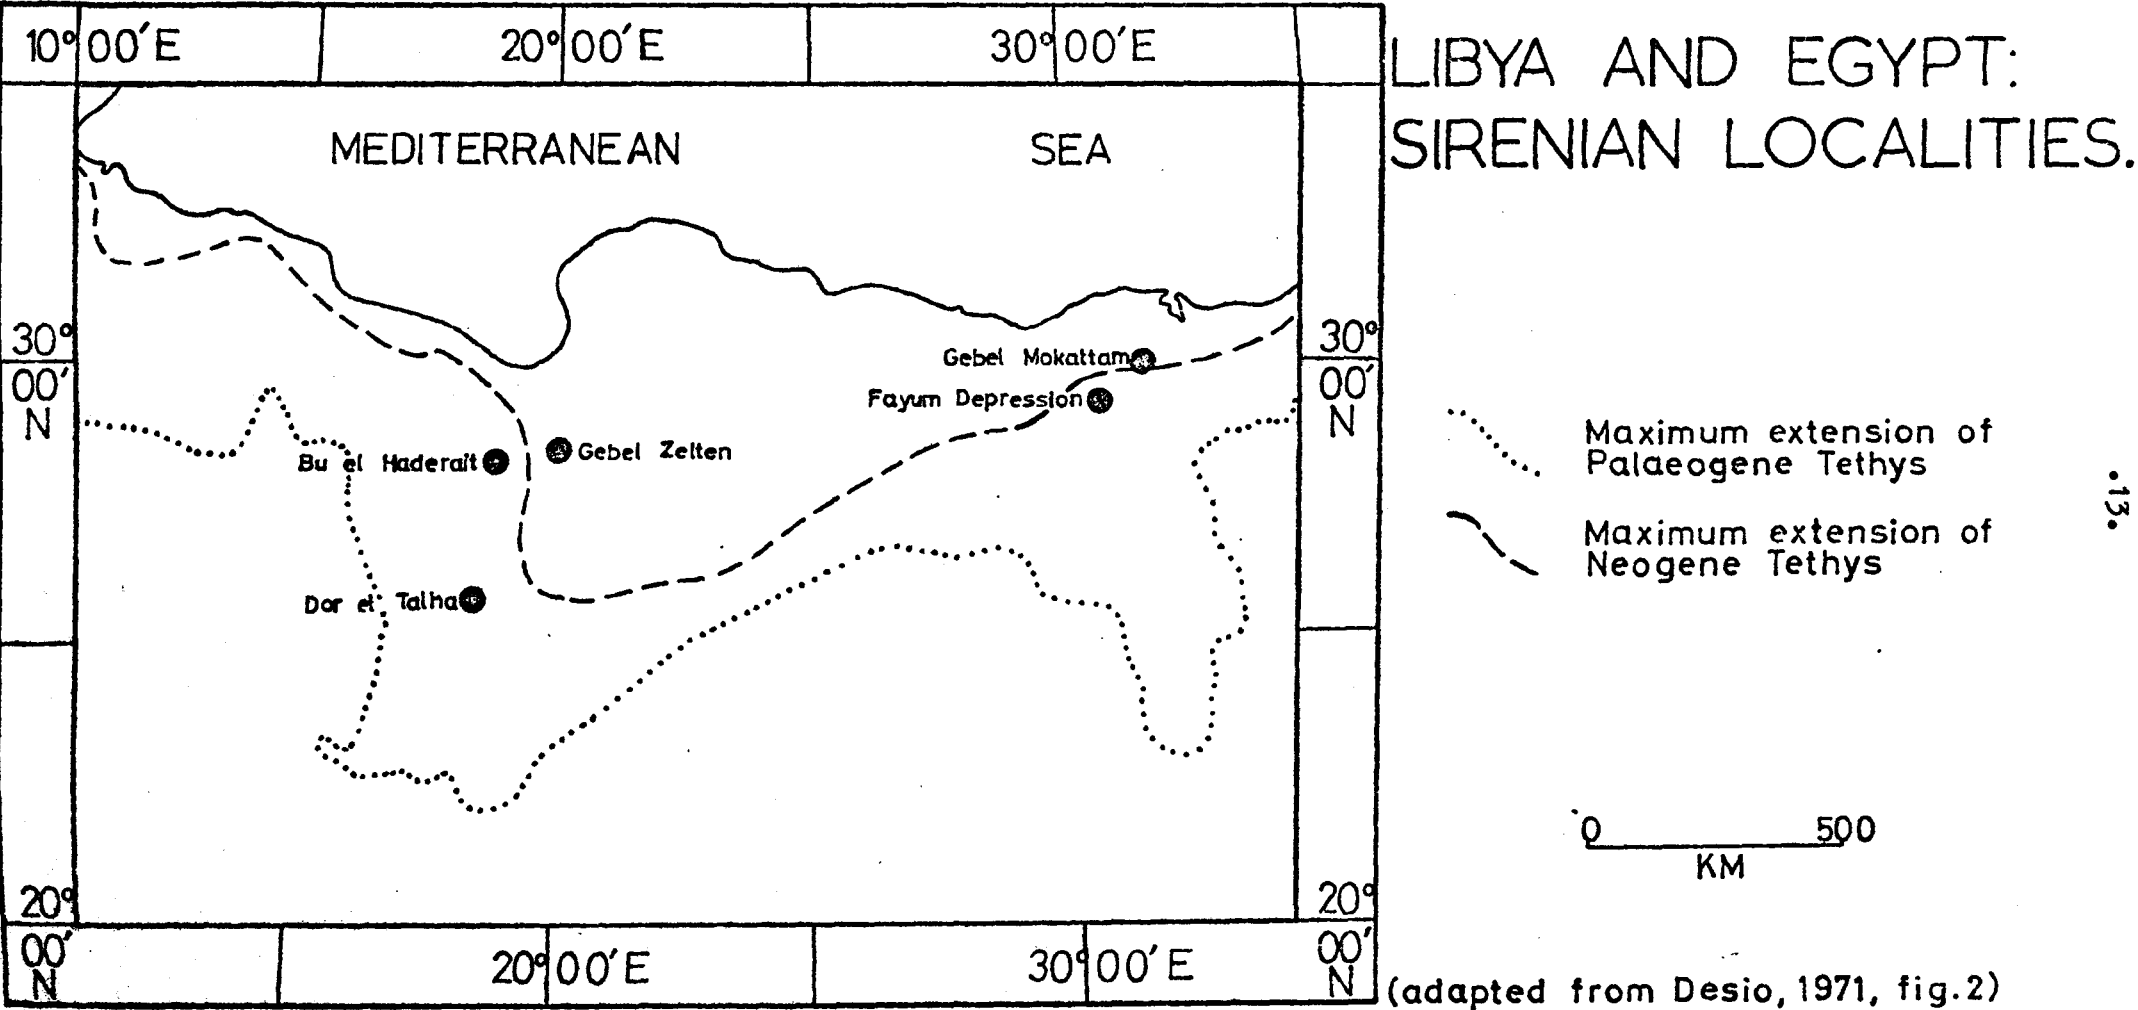 10°00′E 20°00′E 30°00′E
LIBYA AND EGYPT:
SIRENIAN LOCALITIES.
MEDITERRANEAN SEA
30°
00′
N
30°
00′
N
Gebel Mokattam
Fayum Depression
Bu el Haderait
Gebel Zelten
Dor el Talha
Maximum extension of
Palaeogene Tethys
Maximum extension of
Neogene Tethys
•13•
0 500
KM
20°
00′
N
20°
00′
N
20°00′E 30°00′E
(adapted from Desio, 1971, fig.2)